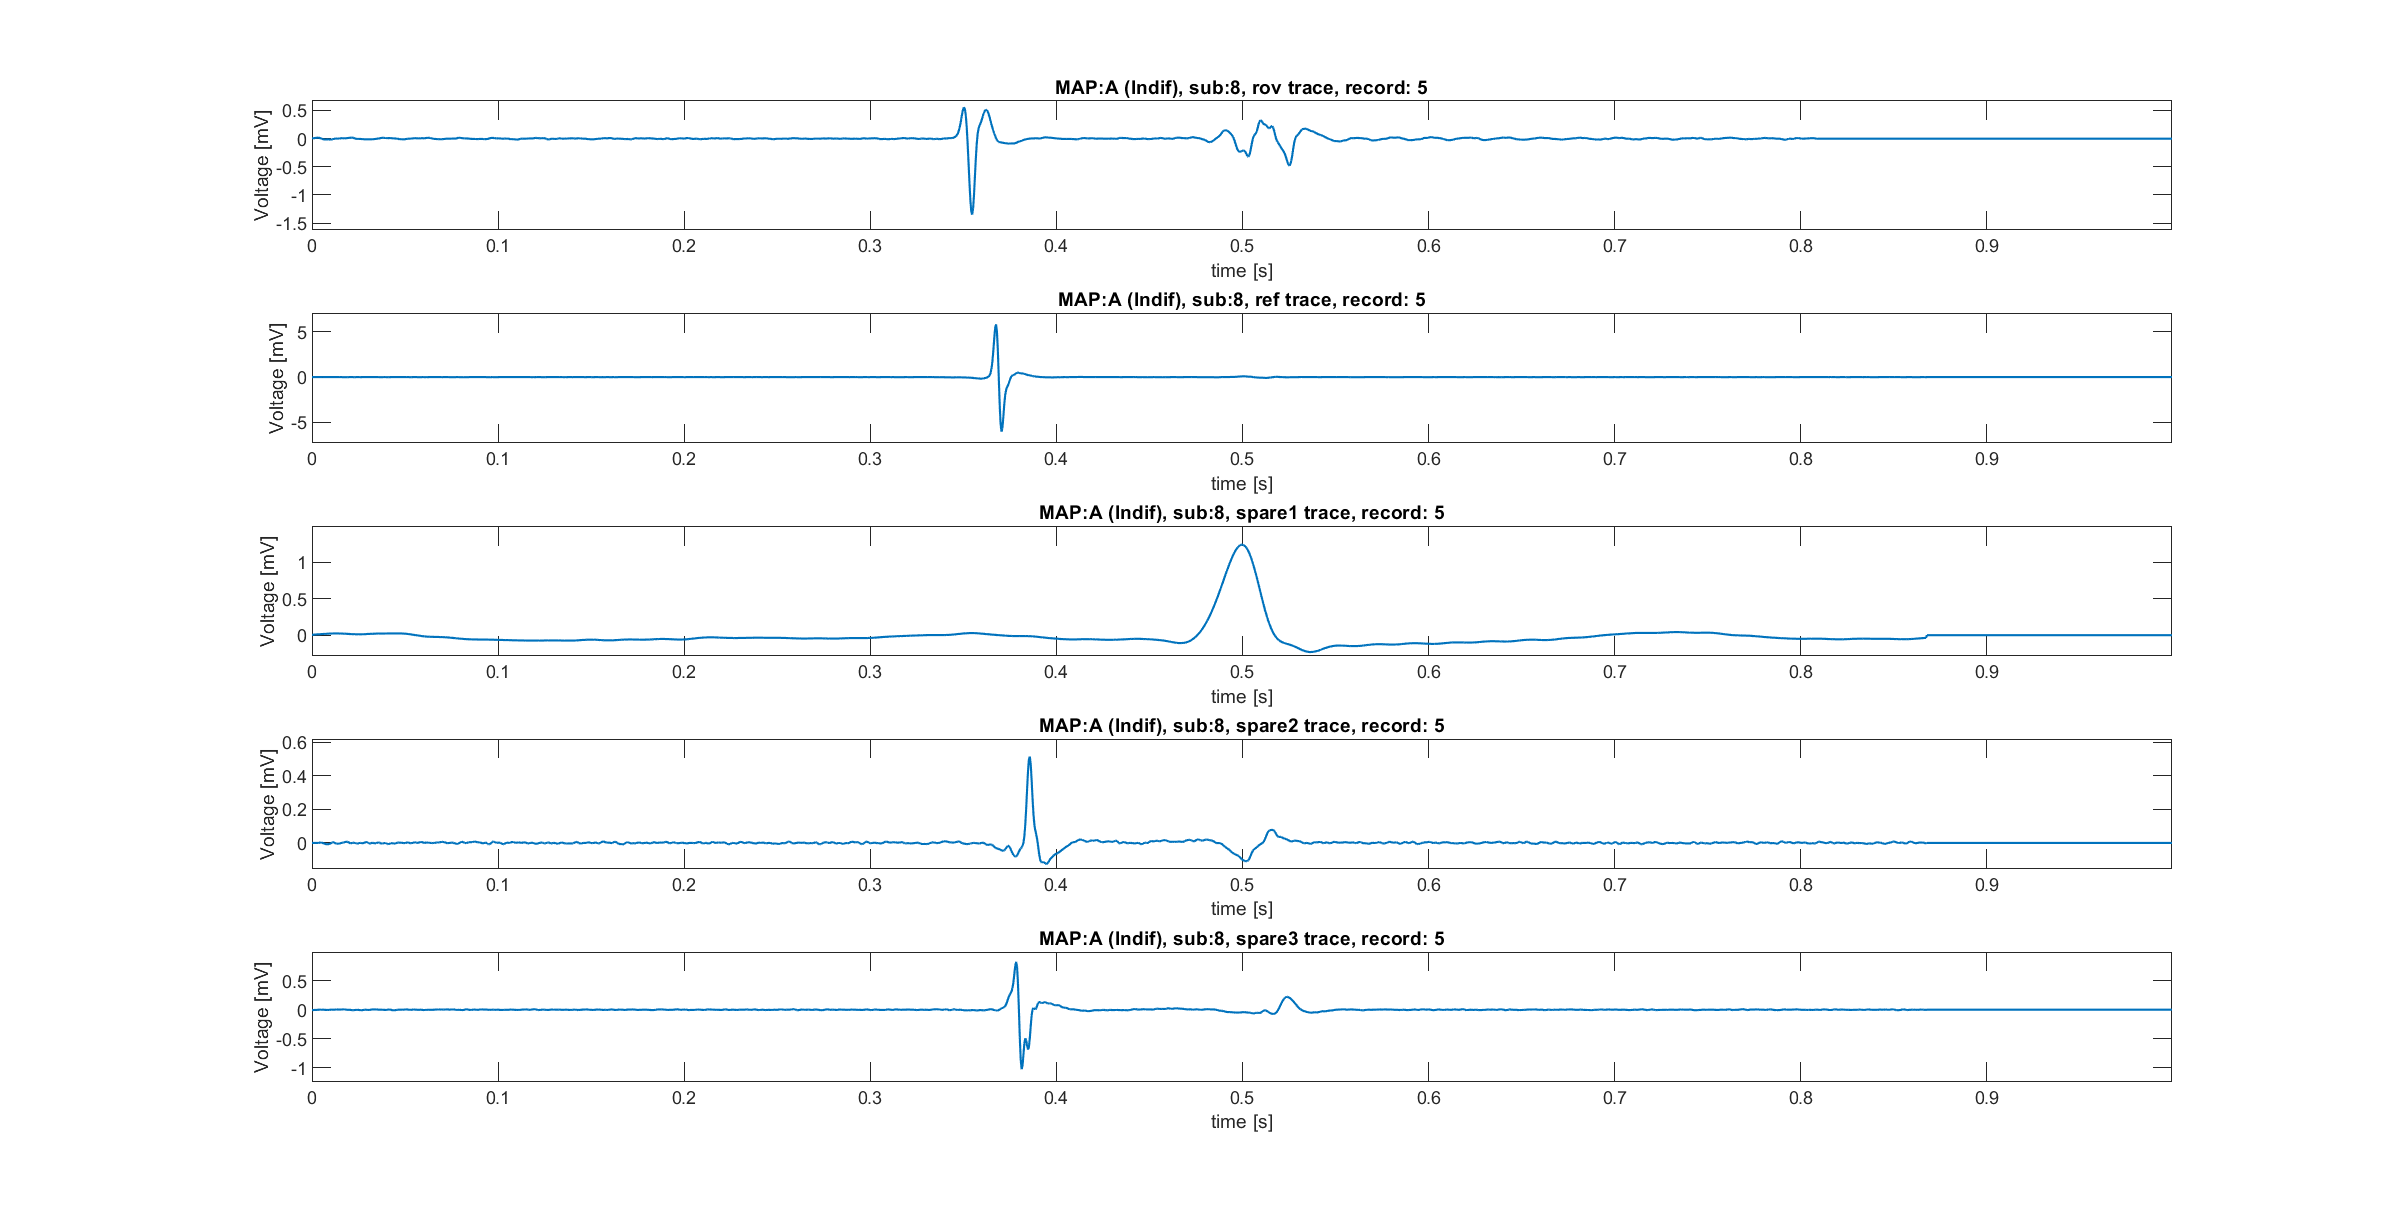 MAP:A (Indif), sub:8, rov trace, record: 5
Voltage [mV]
0.5
0
-0.5
-1
-1.5
0 0.1 0.2 0.3 0.4 0.5 0.6 0.7 0.8 0.9
time [s]
MAP:A (Indif), sub:8, ref trace, record: 5
Voltage [mV]
5
0
-5
0 0.1 0.2 0.3 0.4 0.5 0.6 0.7 0.8 0.9
time [s]
MAP:A (Indif), sub:8, spare1 trace, record: 5
Voltage [mV]
1
0.5
0
0 0.1 0.2 0.3 0.4 0.5 0.6 0.7 0.8 0.9
time [s]
MAP:A (Indif), sub:8, spare2 trace, record: 5
Voltage [mV]
0.6
0.4
0.2
0
0 0.1 0.2 0.3 0.4 0.5 0.6 0.7 0.8 0.9
time [s]
MAP:A (Indif), sub:8, spare3 trace, record: 5
Voltage [mV]
0.5
0
-0.5
-1
0 0.1 0.2 0.3 0.4 0.5 0.6 0.7 0.8 0.9
time [s]